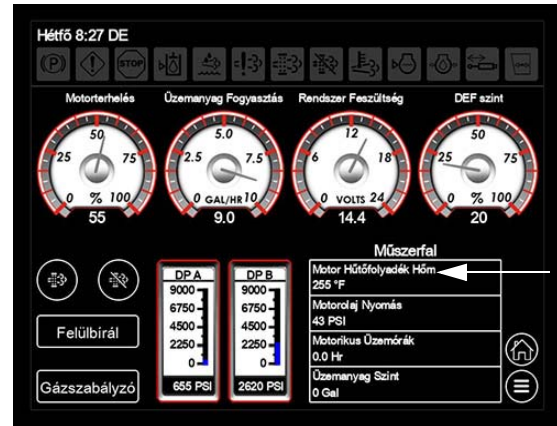 Hétfő 8:27 DE
P
STOP
Motorterhelés
Üzemanyag Fogyasztás
Rendszer Feszültség
DEF szint
50
25 75
0 % 100
55
5.0
2.5 7.5
0 GAL/HR 10
9.0
12
6 18
0 VOLTS 24
14.4
50
25 75
0 % 100
20
Felülbirál
Gázszabályzó
DP A
9000
6750
4500
2250
0
655 PSI
DP B
9000
6750
4500
2250
0
2620 PSI
Műszerfal
Motor Hűtőfolyadék Hőm
255 °F
Motorolaj Nyomás
43 PSI
Motorikus Üzemórák
0.0 Hr
Üzemanyag Szint
0 Gal